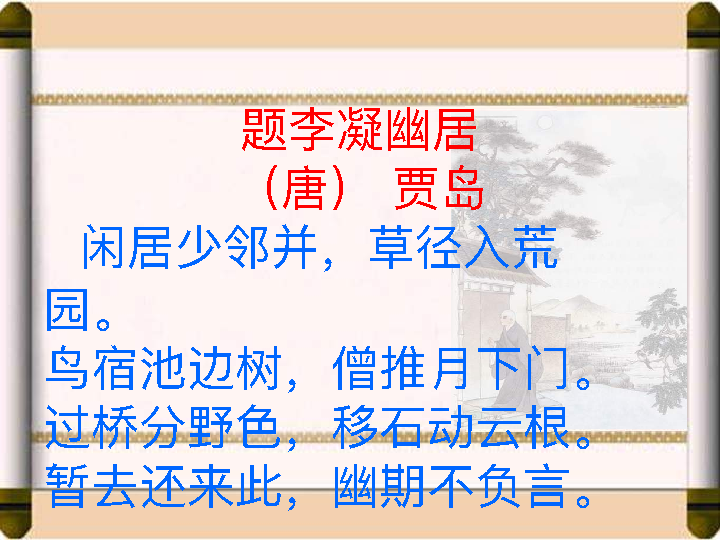 题李凝幽居
（唐） 贾岛
闲居少邻并，草径入荒
园。
鸟宿池边树，僧推月下门。
过桥分野色，移石动云根。
暂去还来此，幽期不负言。